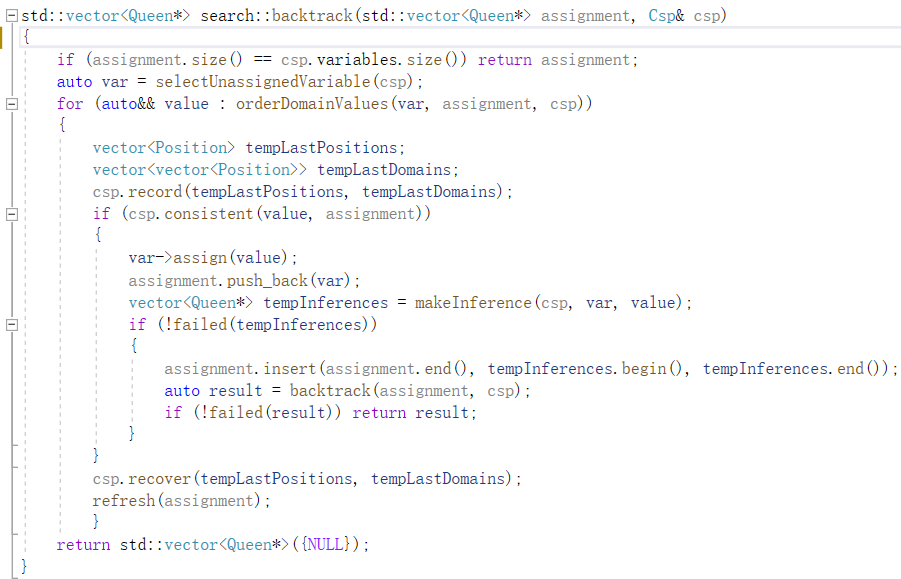 std::vector<Queen*> search::backtrack(std::vector<Queen*> assignment, Csp& csp)
{
    if (assignment.size() == csp.variables.size()) return assignment;
    auto var = selectUnassignedVariable(csp);
    for (auto&& value : orderDomainValues(var, assignment, csp))
    {
        vector<Position> tempLastPositions;
        vector<vector<Position>> tempLastDomains;
        csp.record(tempLastPositions, tempLastDomains);
        if (csp.consistent(value, assignment))
        {
            var->assign(value);
            assignment.push_back(var);
            vector<Queen*> tempInferences = makeInference(csp, var, value);
            if (!failed(tempInferences))
            {
                assignment.insert(assignment.end(), tempInferences.begin(), tempInferences.end());
                auto result = backtrack(assignment, csp);
                if (!failed(result)) return result;
            }
        }
        csp.recover(tempLastPositions, tempLastDomains);
        refresh(assignment);
        }
    return std::vector<Queen*>({NULL});
}